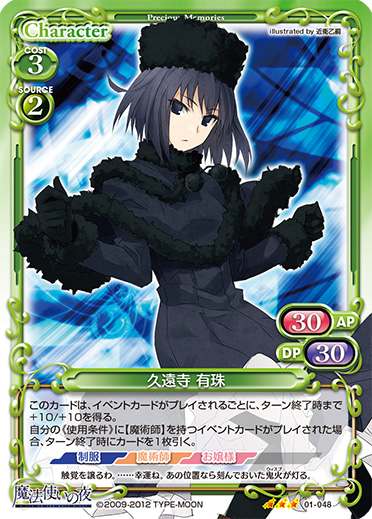 Precious Memories
Character
illustrated by 近衛乙嗣
COST
3
SOURCE
2
30 AP
DP 30
久遠寺 有珠
このカードは、イベントカードがプレイされるごとに、ターン終了時まで
+10/+10を得る。
自分の《使用条件》に【魔術師】を持つイベントカードがプレイされた場
合、ターン終了時にカードを1枚引く。
制服 魔術師 お嬢様
触覚を譲るわ。……幸運ね。あの位置なら刻んでおいた鬼火が灯る。
ウィスプ
魔法使いの夜
©2009-2012 TYPE-MOON
01-046